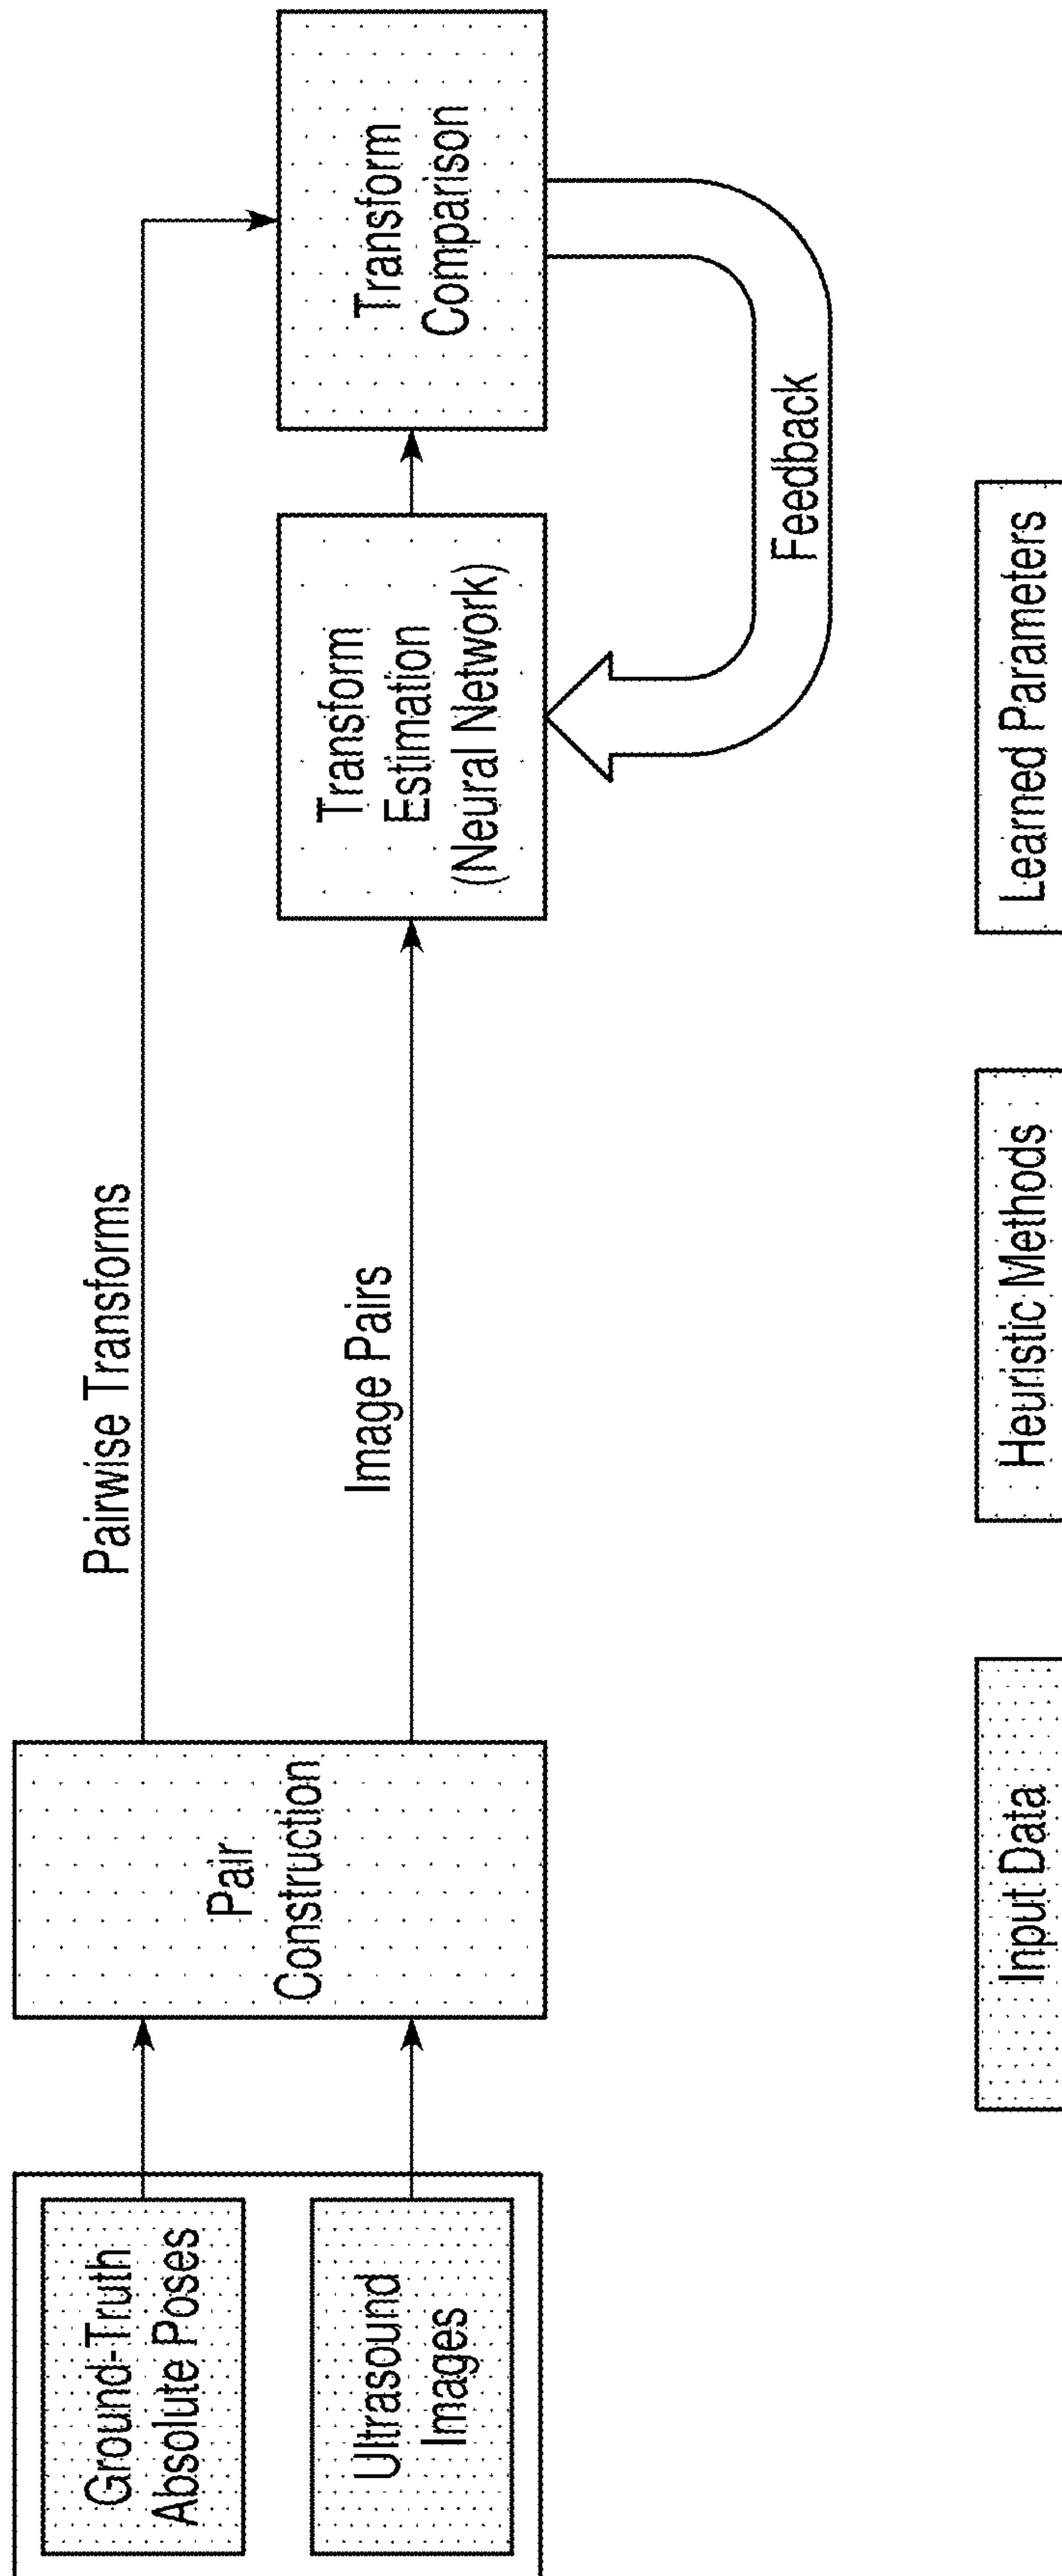 Ground-Truth
Absolute Poses
Ultrasound
Images
Pair
Construction
Pairwise Transforms
Image Pairs
Transform
Estimation
(Neural Network)
Transform
Comparison
Feedback
Input Data
Heuristic Methods
Learned Parameters